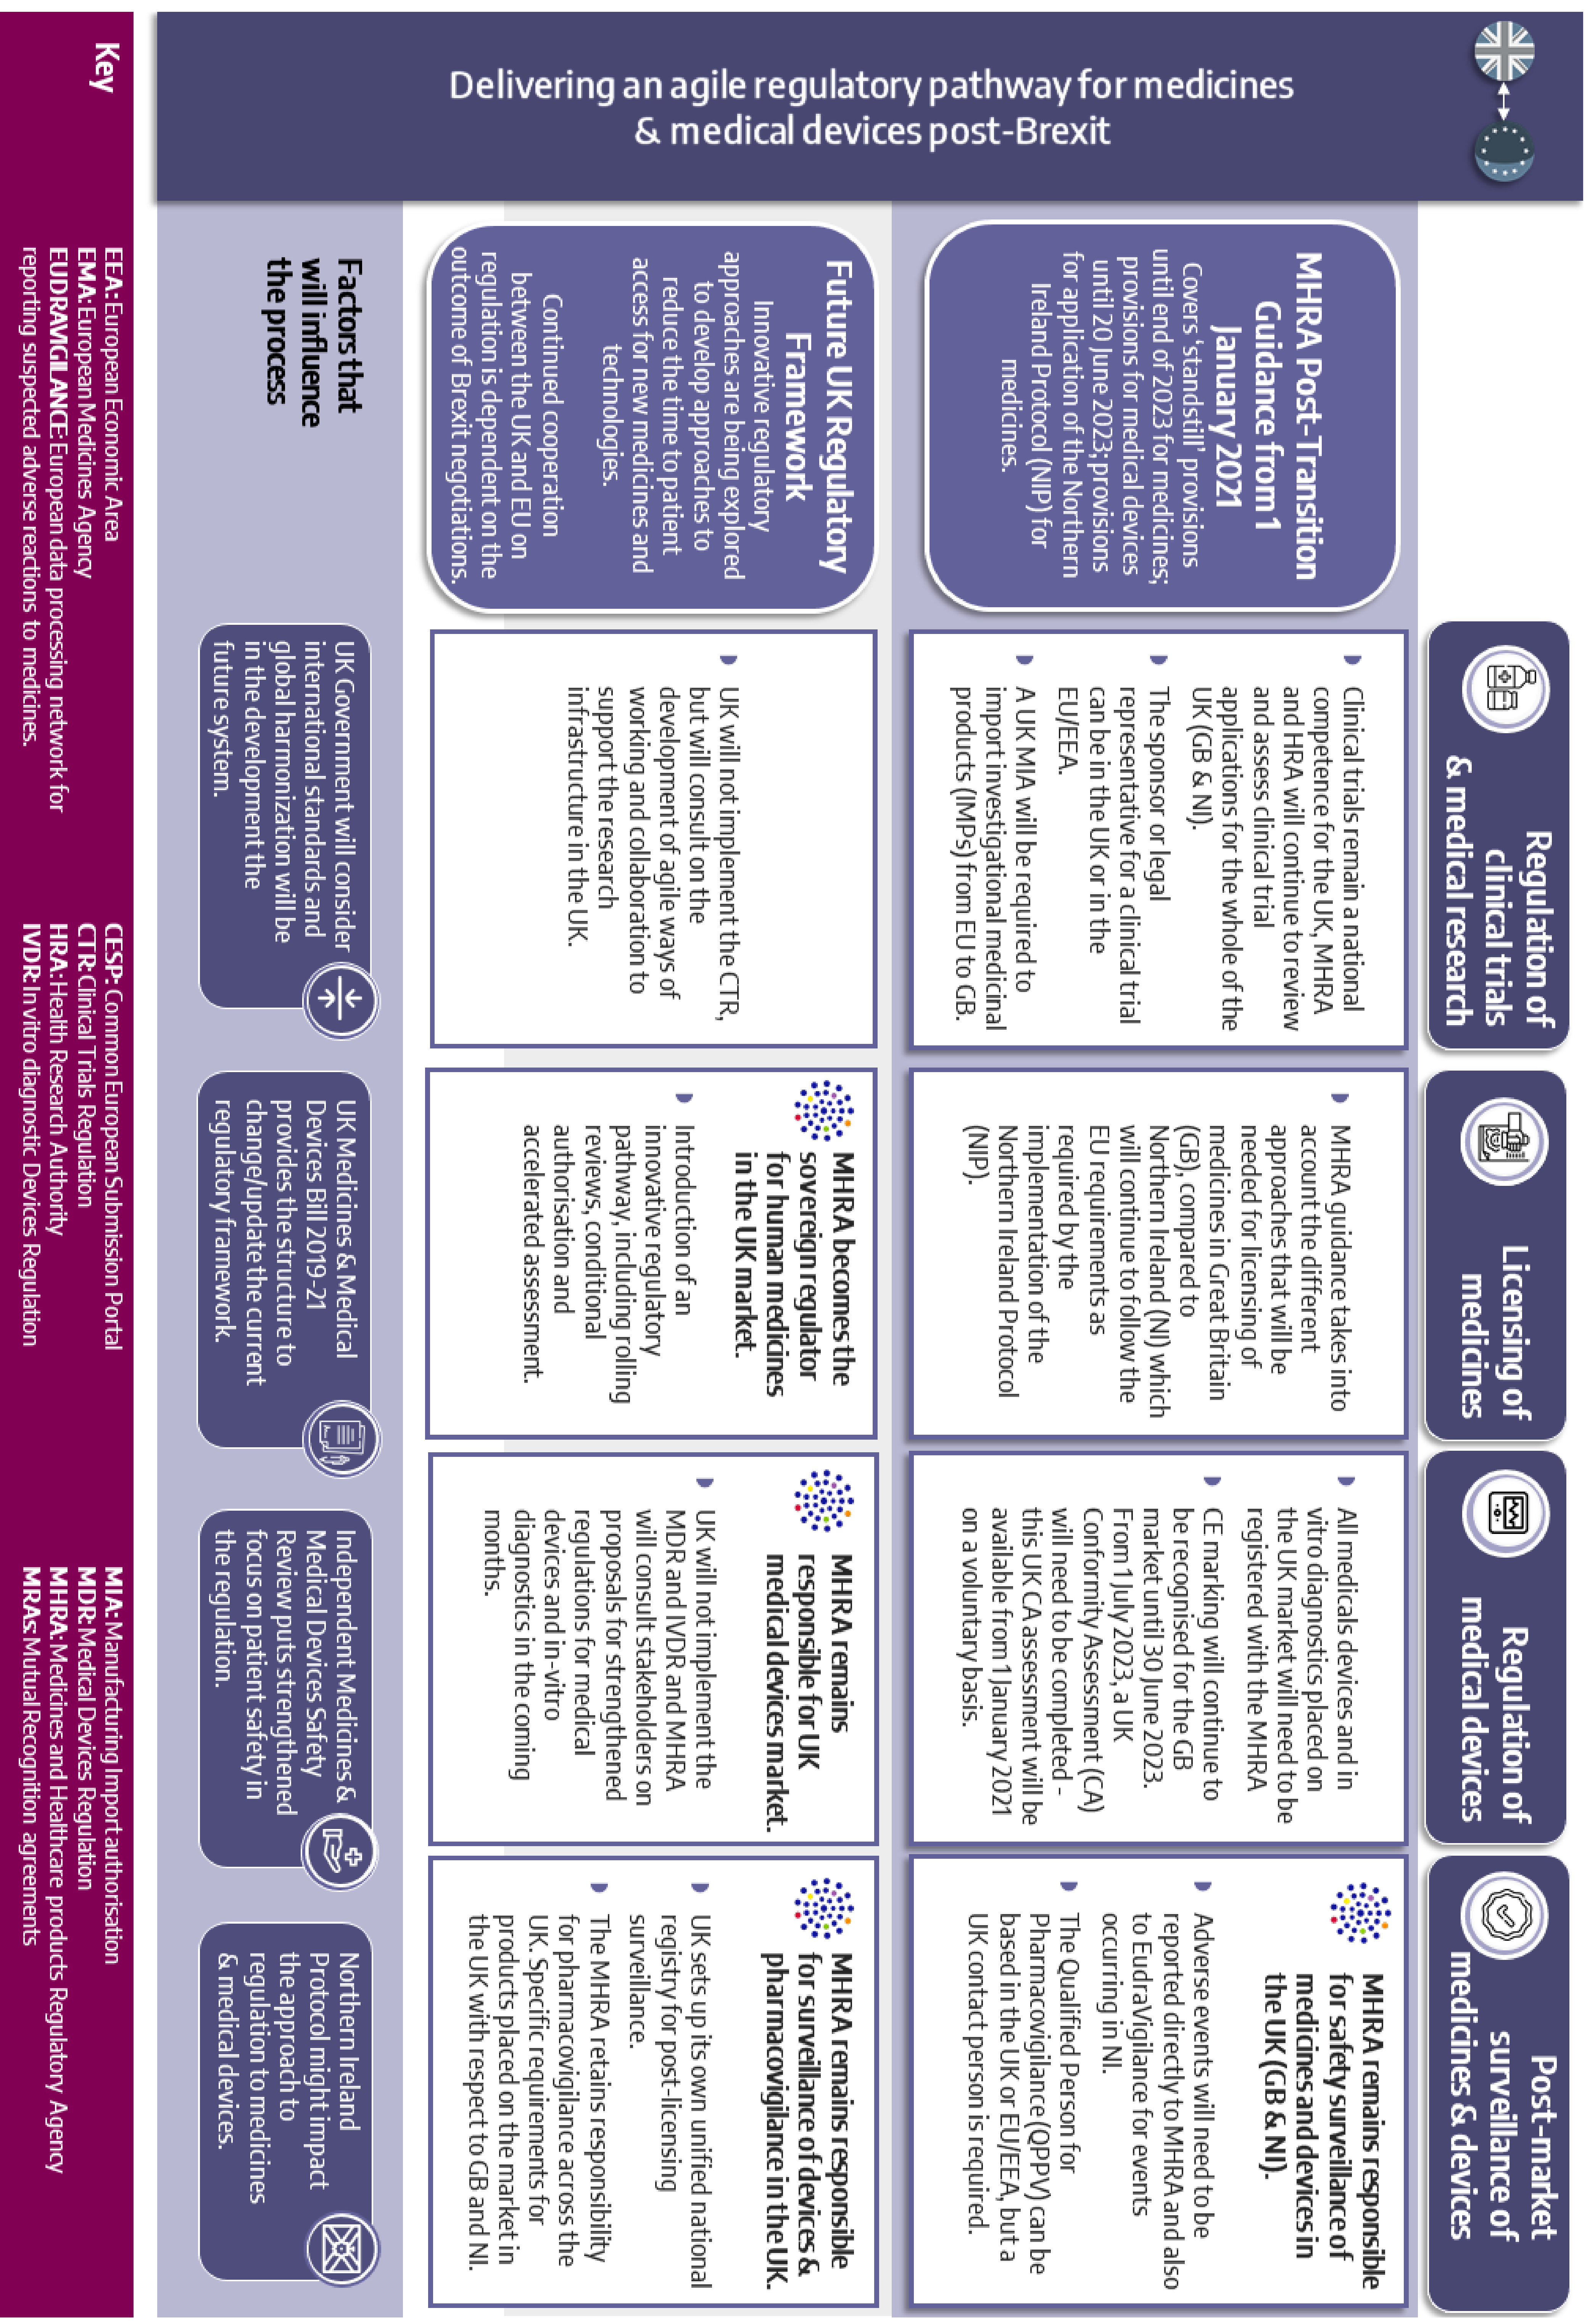 Delivering an agile regulatory pathway for medicines
& medical devices post-Brexit
Regulation of
clinical trials
& medical research
Licensing of
medicines
Regulation of
medical devices
Post-market
surveillance of
medicines & devices
MHRA Post-Transition
Guidance from 1
January 2021
Covers ‘standstill’ provisions
until end of 2023 for medicines;
provisions for medical devices
until 20 June 2023; provisions
for application of the Northern
Ireland Protocol (NIP) for
medicines.
Clinical trials remain a national
competence for the UK, MHRA
and HRA will continue to review
and assess clinical trial
applications for the whole of the
UK (GB & NI).
The sponsor or legal
representative for a clinical trial
can be in the UK or in the
EU/EEA.
A UK MIA will be required to
import investigational medicinal
products (IMPs) from EU to GB.
MHRA guidance takes into
account the different
approaches that will be
needed for licensing of
medicines in Great Britain
(GB), compared to
Northern Ireland (NI) which
will continue to follow the
EU requirements as
required by the
implementation of the
Northern Ireland Protocol
(NIP).
All medicals devices and in
vitro diagnostics placed on
the UK market will need to be
registered with the MHRA
CE marking will continue to
be recognised for the GB
market until 30 June 2023.
From 1 July 2023, a UK
Conformity Assessment (CA)
will need to be completed -
this UK CA assessment will be
available from 1 January 2021
on a voluntary basis.
MHRA remains responsible
for safety surveillance of
medicines and devices in
the UK (GB & NI).
Adverse events will need to be
reported directly to MHRA and also
to EudraVigilance for events
occurring in NI.
The Qualified Person for
Pharmacovigilance (QPPV) can be
based in the UK or EU/EEA, but a
UK contact person is required.
Future UK Regulatory
Framework
Innovative regulatory
approaches are being explored
to develop approaches to
reduce the time to patient
access for new medicines and
technologies.
Continued cooperation
between the UK and EU on
regulation is dependent on the
outcome of Brexit negotiations.
UK will not implement the CTR,
but will consult on the
development of agile ways of
working and collaboration to
support the research
infrastructure in the UK.
MHRA becomes the
sovereign regulator
for human medicines
in the UK market.
Introduction of an
innovative regulatory
pathway, including rolling
reviews, conditional
authorisation and
accelerated assessment.
MHRA remains
responsible for UK
medical devices market.
UK will not implement the
MDR and IVDR and MHRA
will consult stakeholders on
proposals for strengthened
regulations for medical
devices and in-vitro
diagnostics in the coming
months.
MHRA remains responsible
for surveillance of devices &
pharmacovigilance in the UK.
UK sets up its own unified national
registry for post-licensing
surveillance.
The MHRA retains responsibility
for pharmacovigilance across the
UK. Specific requirements for
products placed on the market in
the UK with respect to GB and NI.
Factors that
will influence
the process
UK Government will consider
international standards and
global harmonization will be
in the development the
future system.
UK Medicines & Medical
Devices Bill 2019-21
provides the structure to
change/update the current
regulatory framework.
Independent Medicines &
Medical Devices Safety
Review puts strengthened
focus on patient safety in
the regulation.
Northern Ireland
Protocol might impact
the approach to
regulation to medicines
& medical devices.
Key
EEA: European Economic Area
EMA: European Medicines Agency
EUDRAVIGILANCE: European data processing network for
reporting suspected adverse reactions to medicines.
CESP: Common European Submission Portal
CTR: Clinical Trials Regulation
HRA: Health Research Authority
IVDR: In vitro diagnostic Devices Regulation
MIA: Manufacturing Import authorisation
MDR: Medical Devices Regulation
MHRA: Medicines and Healthcare products Regulatory Agency
MRAs: Mutual Recognition agreements